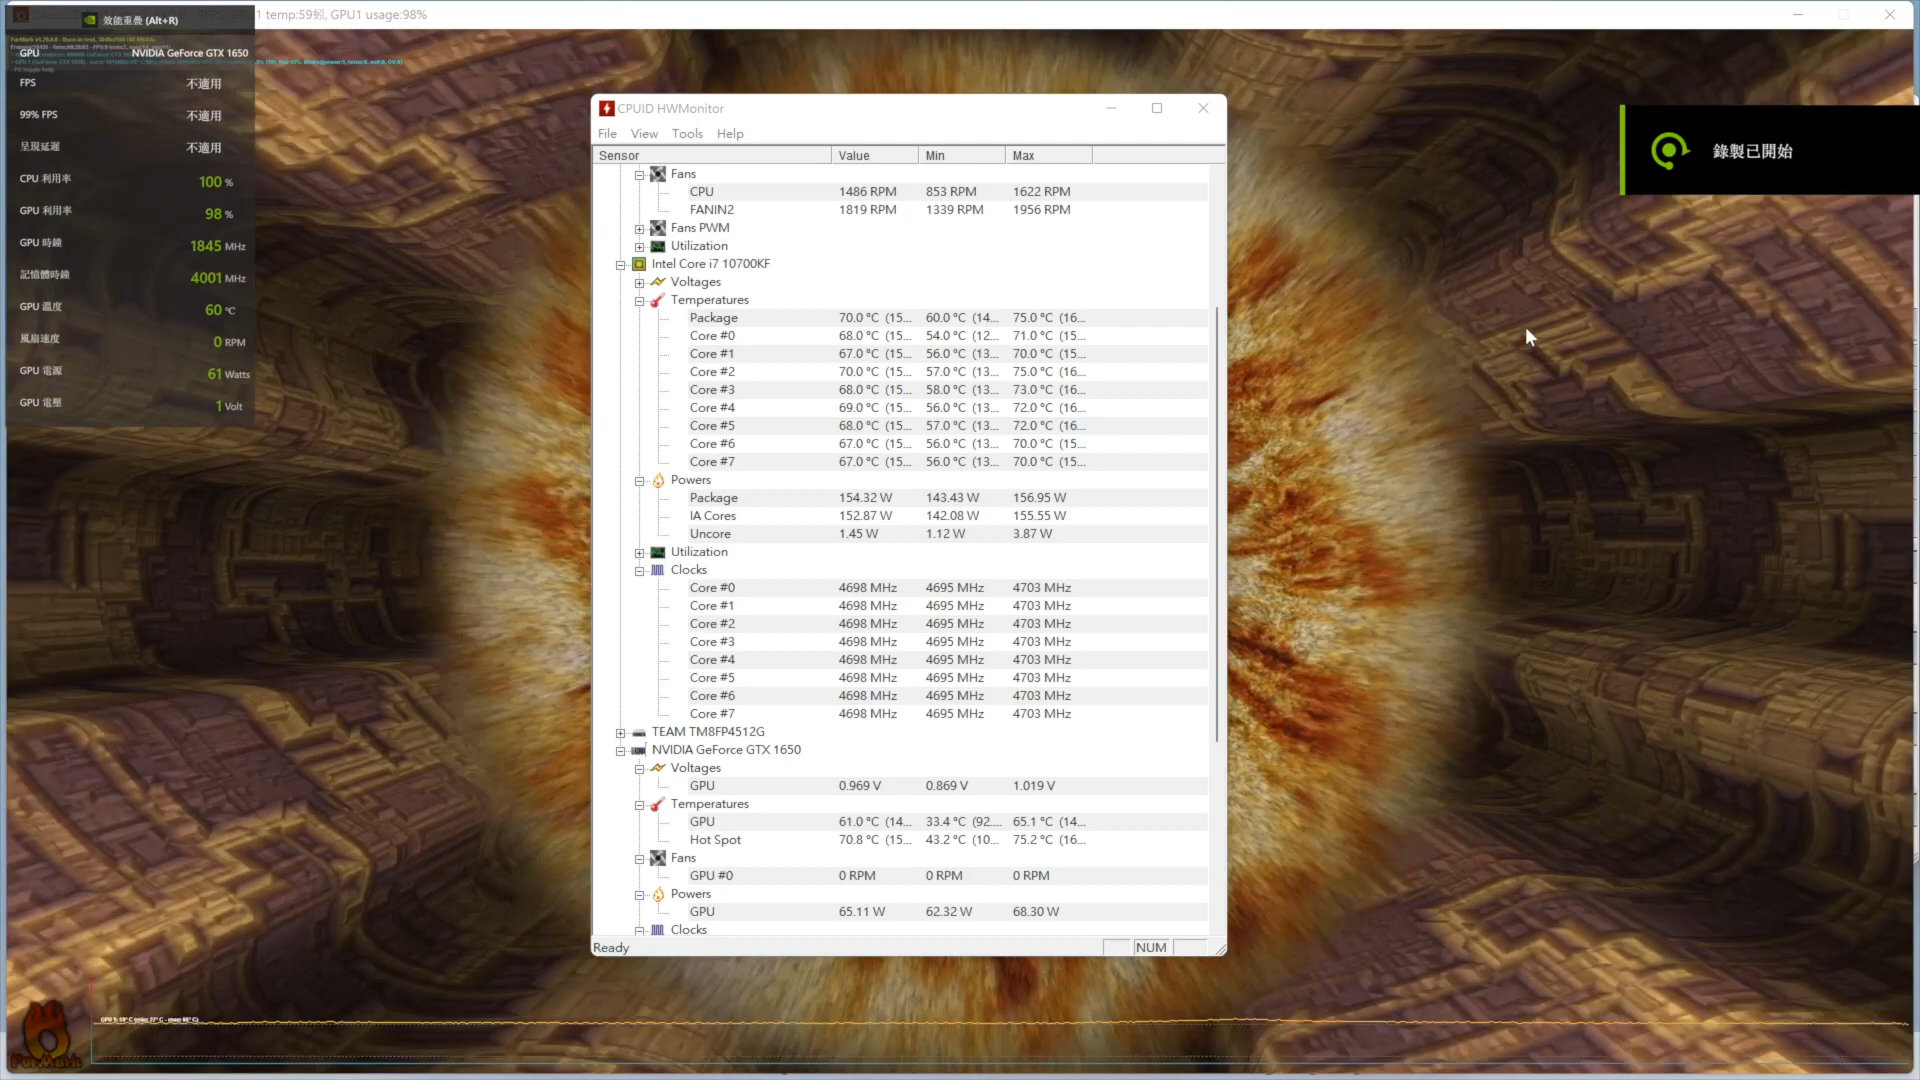 1 temp:59蚓, GPU1 usage:98%
效能重疊 (Alt+R)
GPU NVIDIA GeForce GTX 1650
FPS 不適用
99% FPS 不適用
呈現延遲 不適用
CPU 利用率 100 %
GPU 利用率 98 %
GPU 時鐘 1845 MHz
記憶體時鐘 4001 MHz
GPU 溫度 60 °C
風扇速度 0 RPM
GPU 電源 61 Watts
GPU 電壓 1 Volt
錄製已開始
CPUID HWMonitor
File View Tools Help
Sensor Value Min Max
Fans
CPU 1486 RPM 853 RPM 1622 RPM
FANIN2 1819 RPM 1339 RPM 1956 RPM
Fans PWM
Utilization
Intel Core i7 10700KF
Voltages
Temperatures
Package 70.0 °C (15... 60.0 °C (14... 75.0 °C (16...
Core #0 68.0 °C (15... 54.0 °C (12... 71.0 °C (15...
Core #1 67.0 °C (15... 56.0 °C (13... 70.0 °C (15...
Core #2 70.0 °C (15... 57.0 °C (13... 75.0 °C (16...
Core #3 68.0 °C (15... 58.0 °C (13... 73.0 °C (16...
Core #4 69.0 °C (15... 56.0 °C (13... 72.0 °C (16...
Core #5 68.0 °C (15... 57.0 °C (13... 72.0 °C (16...
Core #6 67.0 °C (15... 56.0 °C (13... 70.0 °C (15...
Core #7 67.0 °C (15... 56.0 °C (13... 70.0 °C (15...
Powers
Package 154.32 W 143.43 W 156.95 W
IA Cores 152.87 W 142.08 W 155.55 W
Uncore 1.45 W 1.12 W 3.87 W
Utilization
Clocks
Core #0 4698 MHz 4695 MHz 4703 MHz
Core #1 4698 MHz 4695 MHz 4703 MHz
Core #2 4698 MHz 4695 MHz 4703 MHz
Core #3 4698 MHz 4695 MHz 4703 MHz
Core #4 4698 MHz 4695 MHz 4703 MHz
Core #5 4698 MHz 4695 MHz 4703 MHz
Core #6 4698 MHz 4695 MHz 4703 MHz
Core #7 4698 MHz 4695 MHz 4703 MHz
TEAM TM8FP4512G
NVIDIA GeForce GTX 1650
Voltages
GPU 0.969 V 0.869 V 1.019 V
Temperatures
GPU 61.0 °C (14... 33.4 °C (92.... 65.1 °C (14...
Hot Spot 70.8 °C (15... 43.2 °C (10... 75.2 °C (16...
Fans
GPU #0 0 RPM 0 RPM 0 RPM
Powers
GPU 65.11 W 62.32 W 68.30 W
Clocks
Ready NUM
FurMark